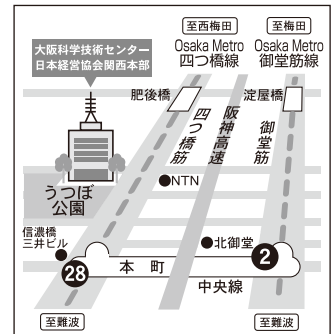 至西梅田
至梅田
大阪科学技術センター
日本経営協会関西本部
Osaka Metro
四つ橋線
Osaka Metro
御堂筋線
肥後橋
淀屋橋
四つ橋筋
阪神高速
御堂筋
うつぼ
公園
NTN
信濃橋
三井ビル
北御堂
28
本町
2
中央線
至難波
至難波